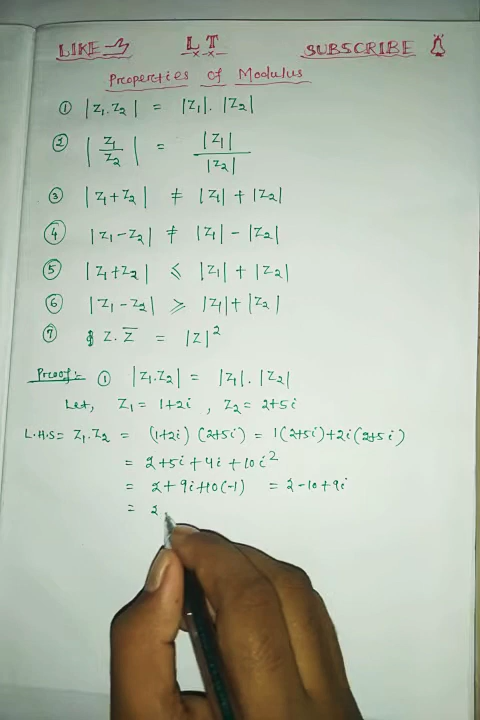 LIKE LT SUBSCRIBE
Properties of Modulus
① |Z₁.Z₂| = |Z₁|.|Z₂|
② |Z₁/Z₂| = |Z₁|/|Z₂|
③ |Z₁+Z₂| ≠ |Z₁|+|Z₂|
④ |Z₁-Z₂| ≠ |Z₁|-|Z₂|
⑤ |Z₁+Z₂| ≤ |Z₁|+|Z₂|
⑥ |Z₁-Z₂| ≥ |Z₁|+|Z₂|
⑦ Z.Z̅ = |Z|²
Proof:- ① |Z₁.Z₂| = |Z₁|.|Z₂|
Let, Z₁ = 1+2i , Z₂ = 2+5i
L.H.S = Z₁.Z₂ = (1+2i) (2+5i) = 1(2+5i)+2i(2+5i)
= 2+5i+4i+10i²
= 2+9i+10(-1) = 2-10+9i
= 2